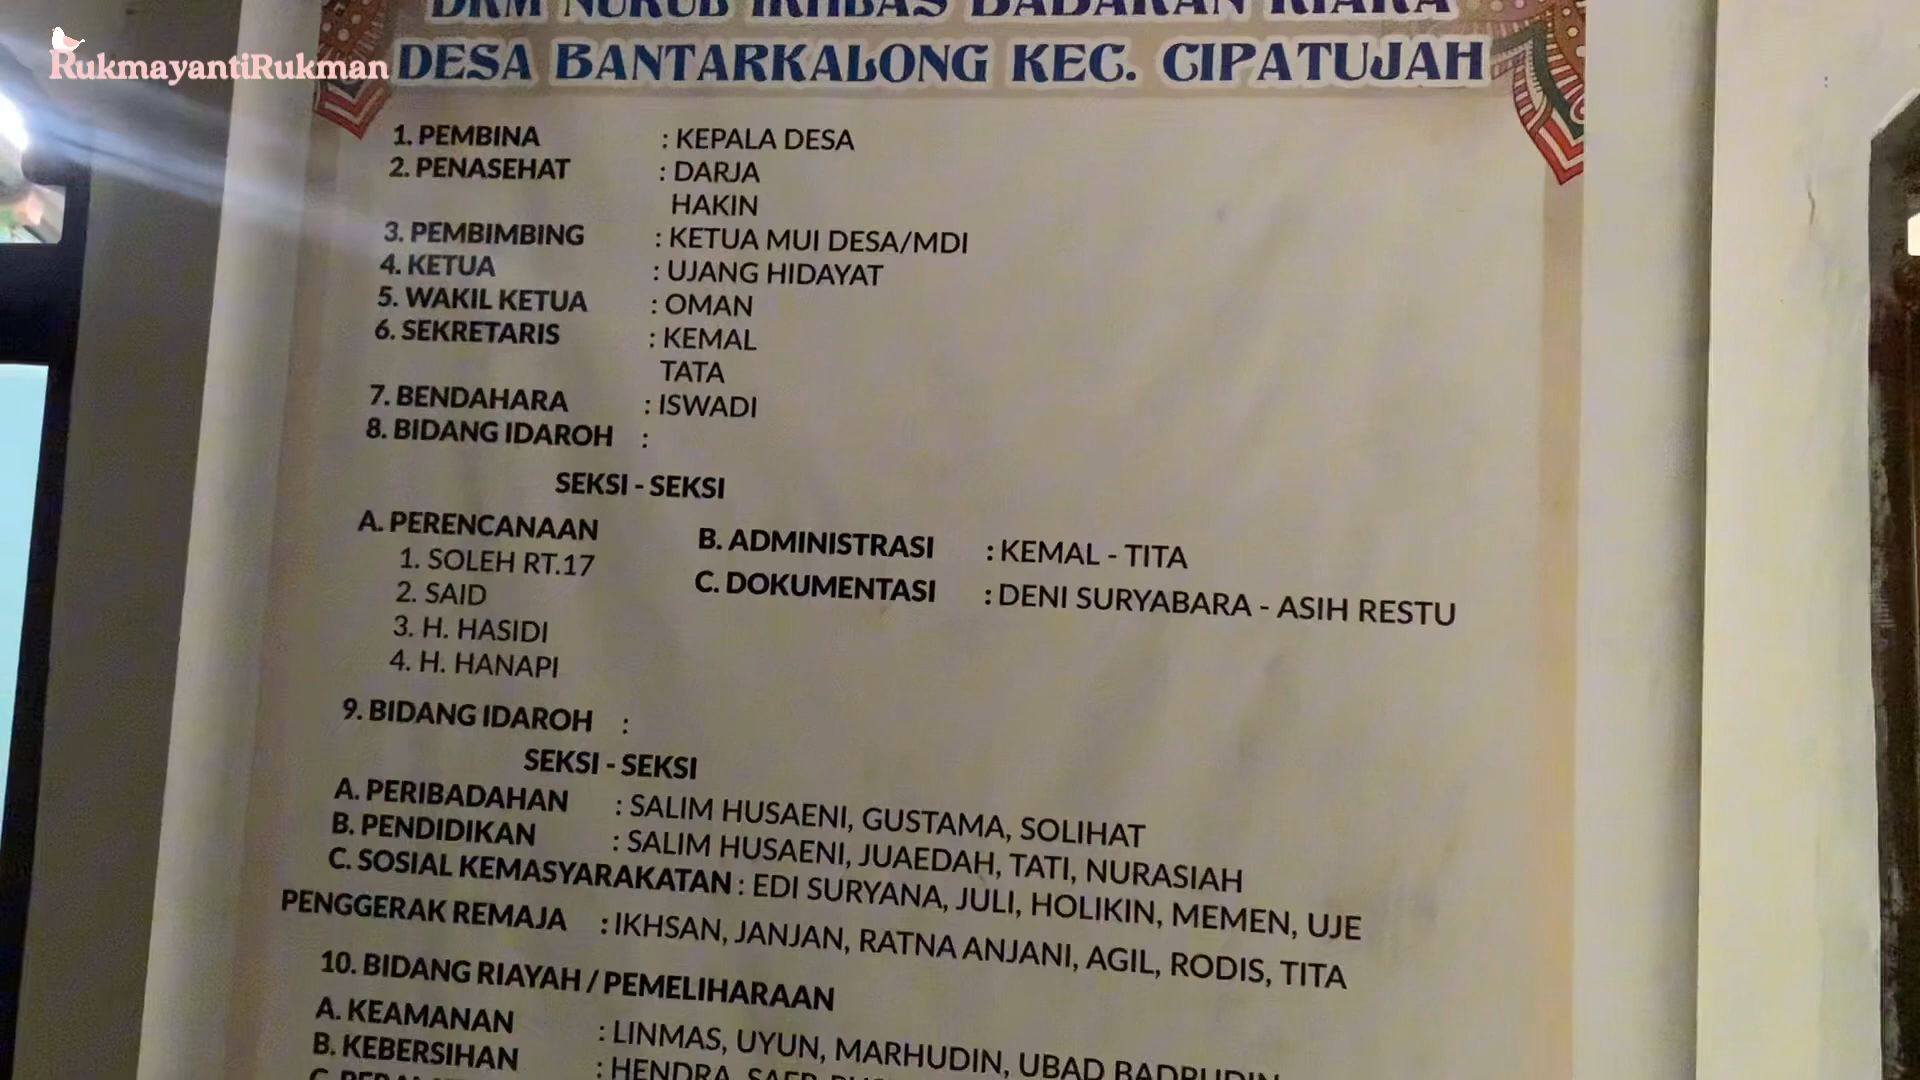 RukmayantiRukman
DKM NURUL IKHLAS BADAKAN KIARA
DESA BANTARKALONG KEC. CIPATUJAH
1. PEMBINA : KEPALA DESA
2. PENASEHAT : DARJA
HAKIN
3. PEMBIMBING : KETUA MUI DESA/MDI
4. KETUA : UJANG HIDAYAT
5. WAKIL KETUA : OMAN
6. SEKRETARIS : KEMAL
TATA
7. BENDAHARA : ISWADI
8. BIDANG IDAROH :
SEKSI - SEKSI
A. PERENCANAAN
1. SOLEH RT.17
2. SAID
3. H. HASIDI
4. H. HANAPI
B. ADMINISTRASI : KEMAL - TITA
C. DOKUMENTASI : DENI SURYABARA - ASIH RESTU
9. BIDANG IDAROH :
SEKSI - SEKSI
A. PERIBADAHAN : SALIM HUSAENI, GUSTAMA, SOLIHAT
B. PENDIDIKAN : SALIM HUSAENI, JUAEDAH, TATI, NURASIAH
C. SOSIAL KEMASYARAKATAN : EDI SURYANA, JULI, HOLIKIN, MEMEN, UJE
PENGGERAK REMAJA : IKHSAN, JANJAN, RATNA ANJANI, AGIL, RODIS, TITA
10. BIDANG RIAYAH / PEMELIHARAAN
A. KEAMANAN : LINMAS, UYUN, MARHUDIN, UBAD BADRUDIN
B. KEBERSIHAN : HENDRA,